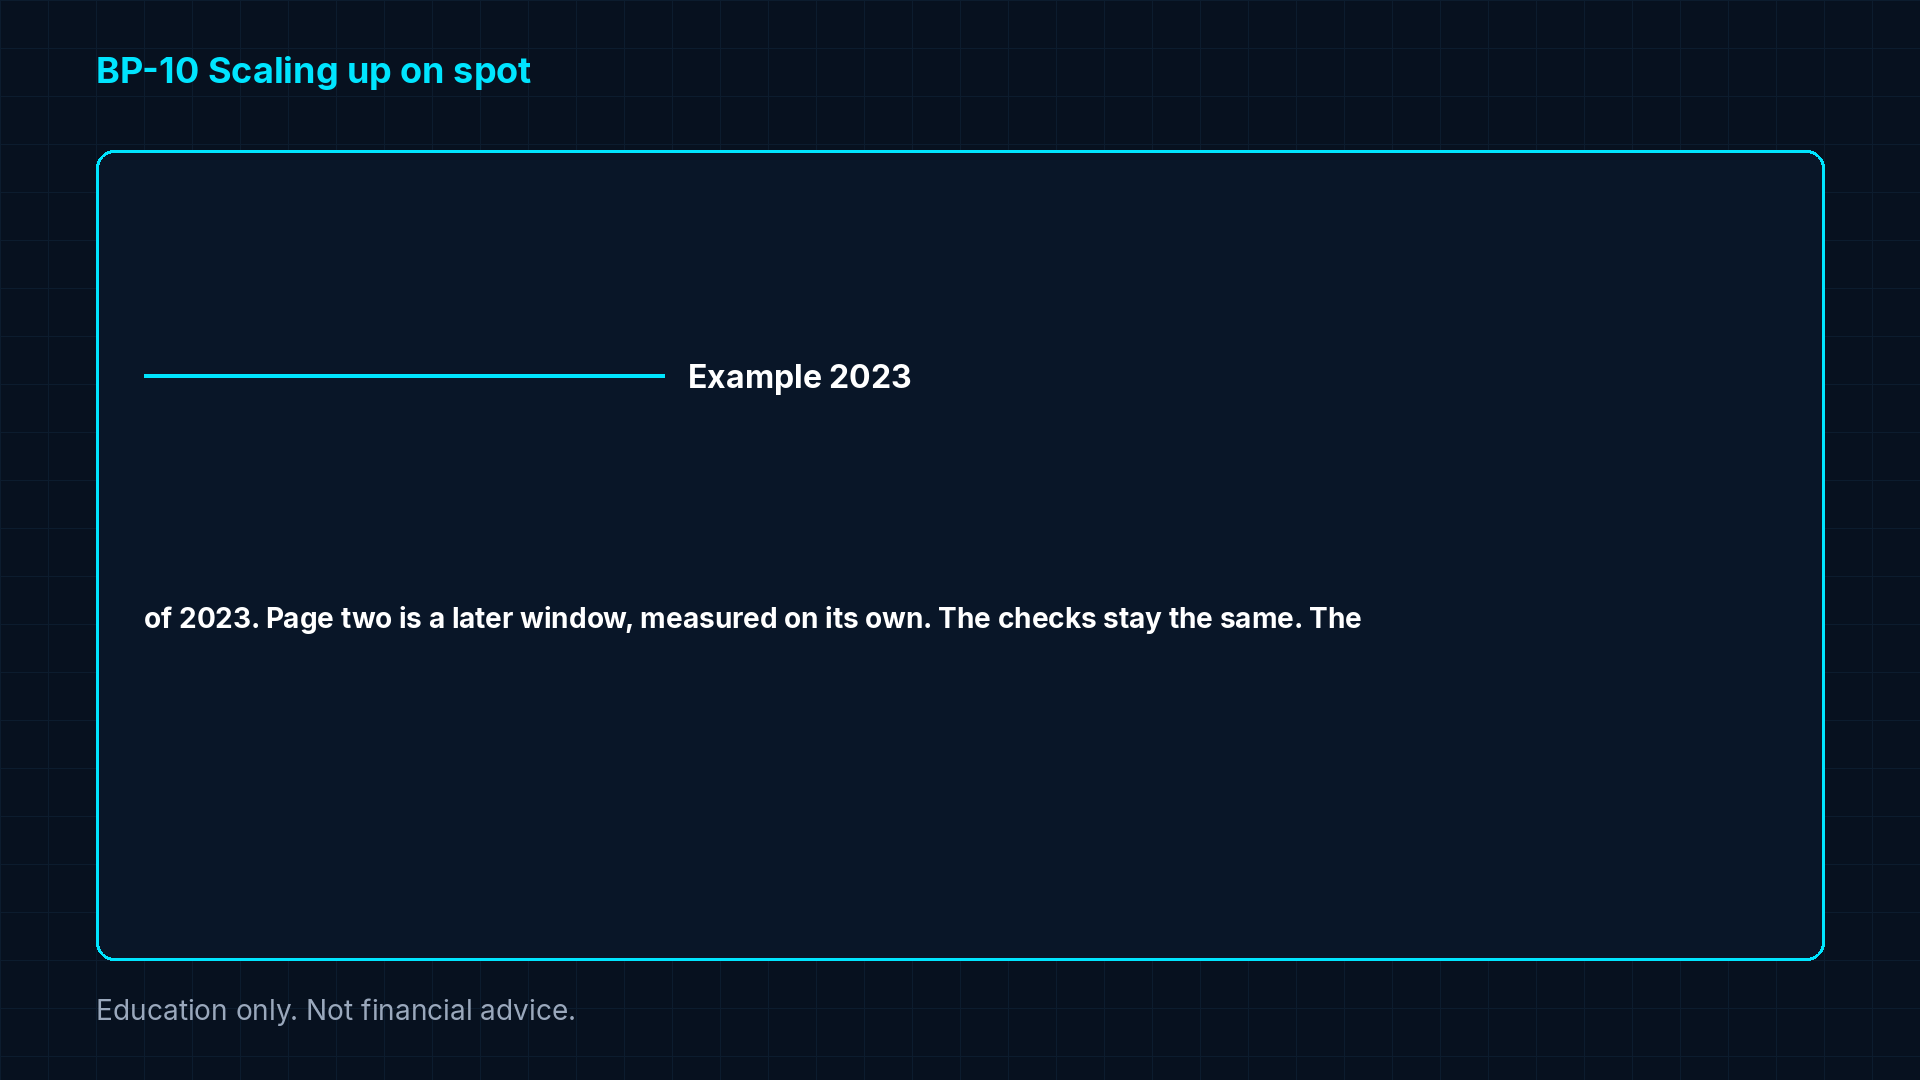 BP-10 Scaling up on spot
Example 2023
of 2023. Page two is a later window, measured on its own. The checks stay the same. The
Education only. Not financial advice.